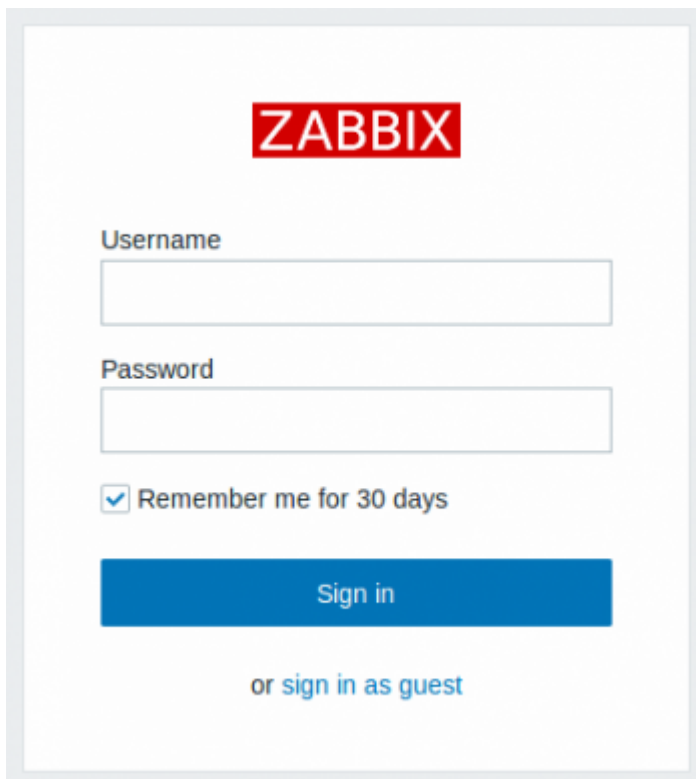 ZABBIX
Username
Password
Remember me for 30 days
Sign in
or sign in as guest